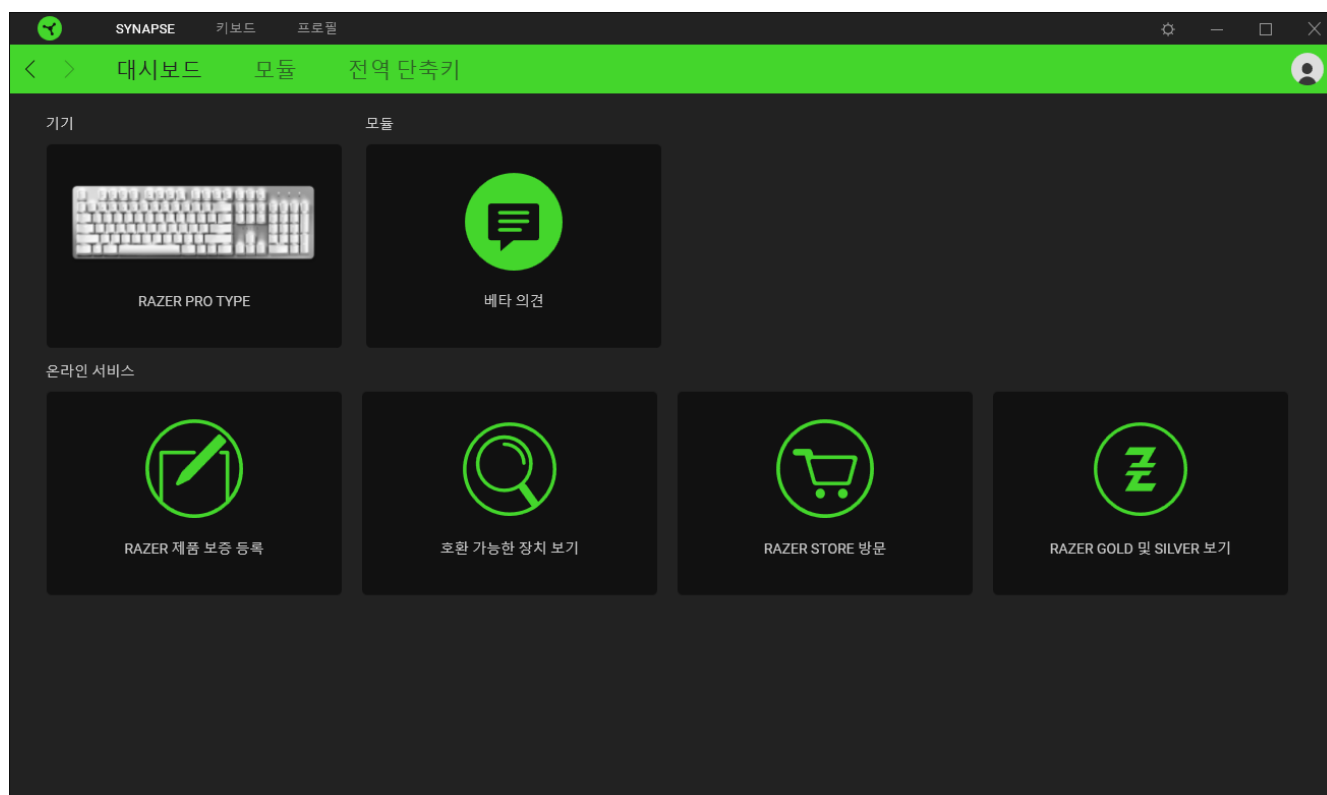 SYNAPSE 키보드 프로필
대시보드 모듈 전역 단축키
기기 모듈
RAZER PRO TYPE 베타 의견
온라인 서비스
RAZER 제품 보증 등록 호환 가능한 장치 보기 RAZER STORE 방문 RAZER GOLD 및 SILVER 보기